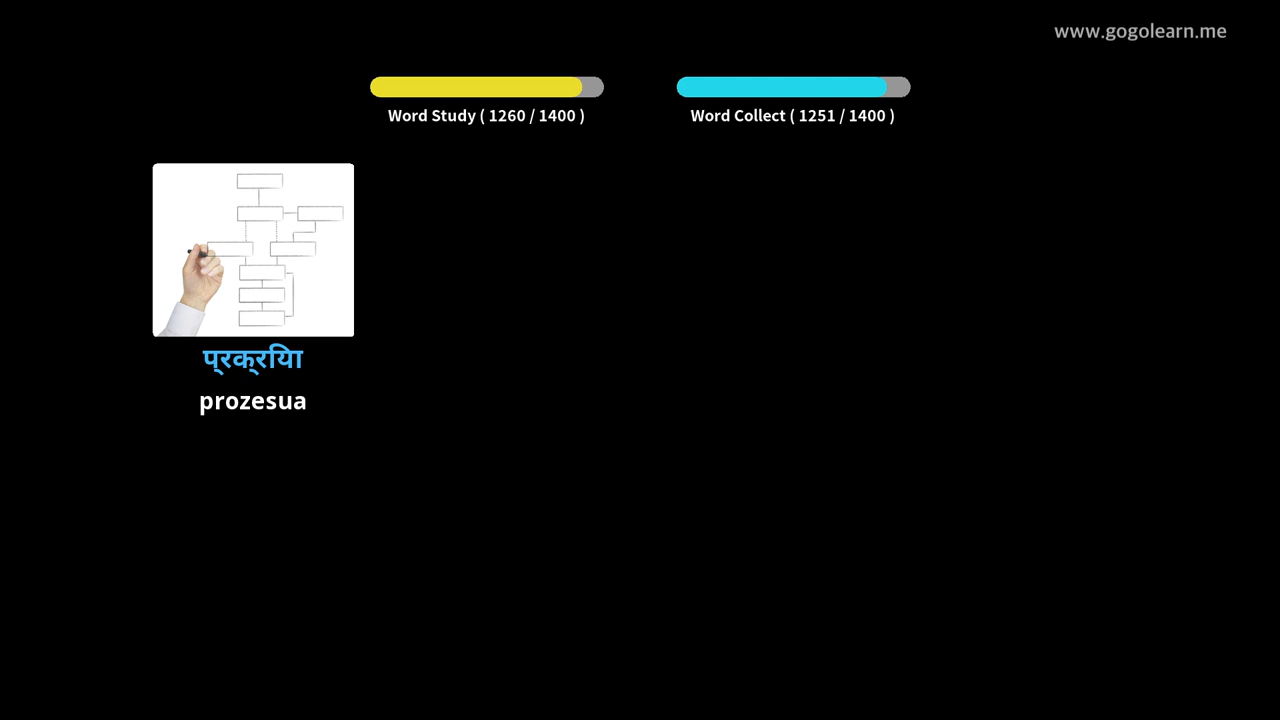 www.gogolearn.me
Word Study ( 1260 / 1400 )
Word Collect ( 1251 / 1400 )
प्रक्रिया
prozesua